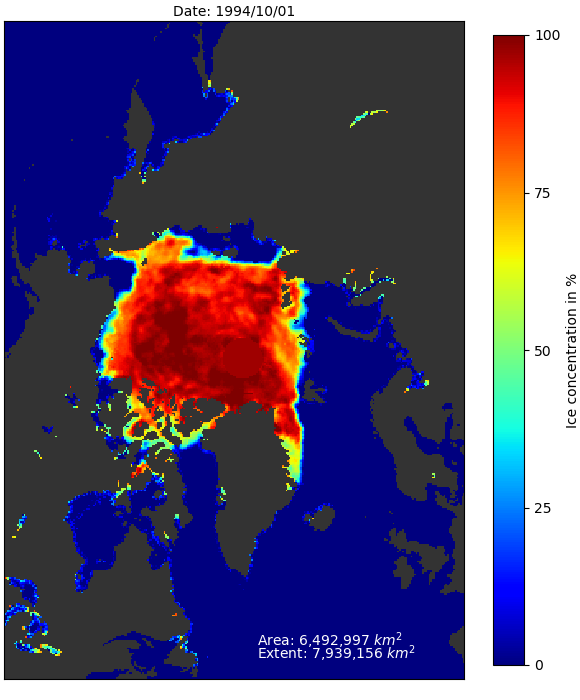 Date: 1994/10/01
100
75
50
25
0
Ice concentration in %
Area: 6,492,997 km²
Extent: 7,939,156 km²